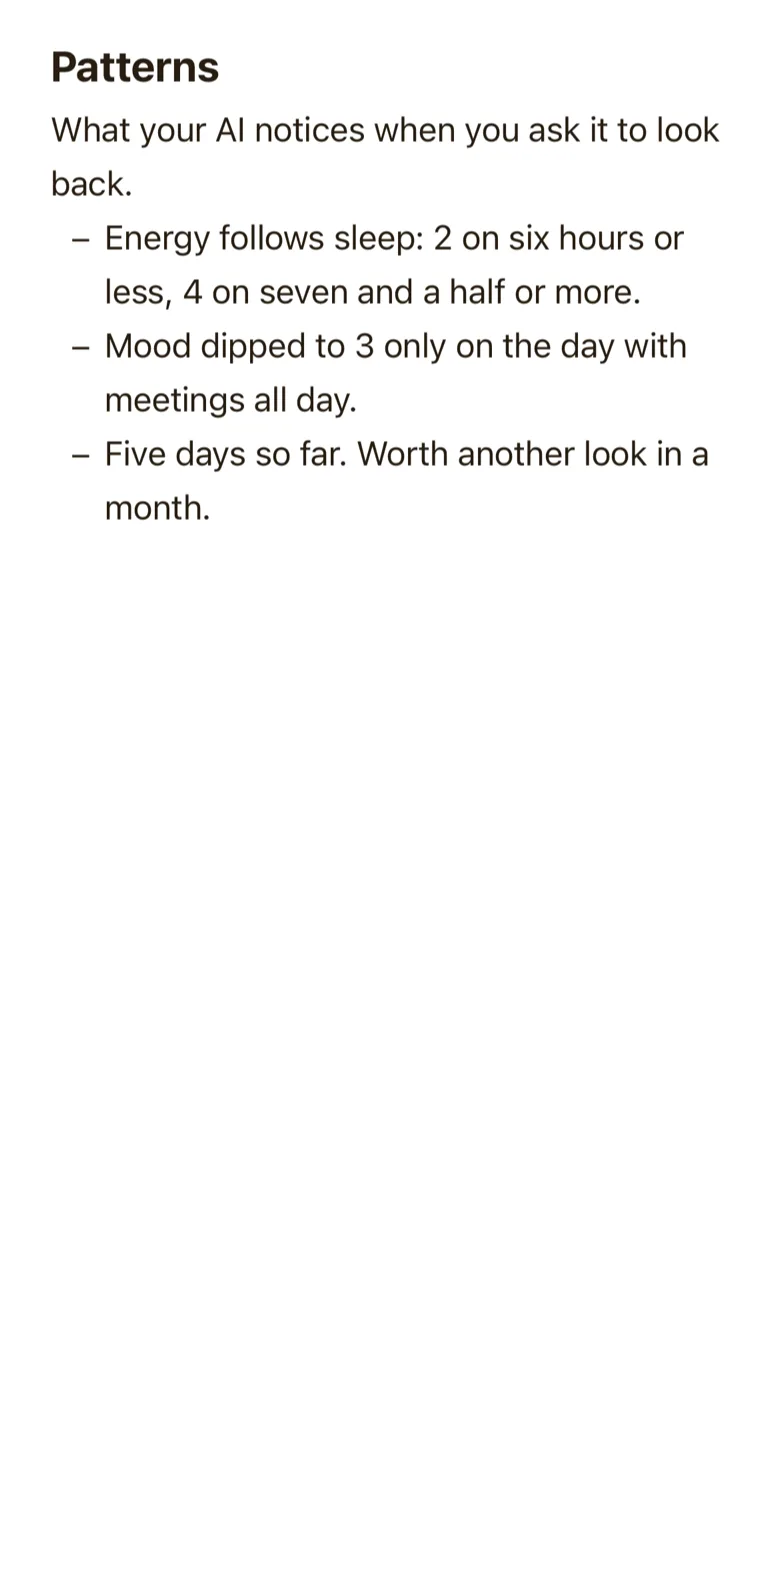 Patterns
What your AI notices when you ask it to look
back.
– Energy follows sleep: 2 on six hours or
less, 4 on seven and a half or more.
– Mood dipped to 3 only on the day with
meetings all day.
– Five days so far. Worth another look in a
month.